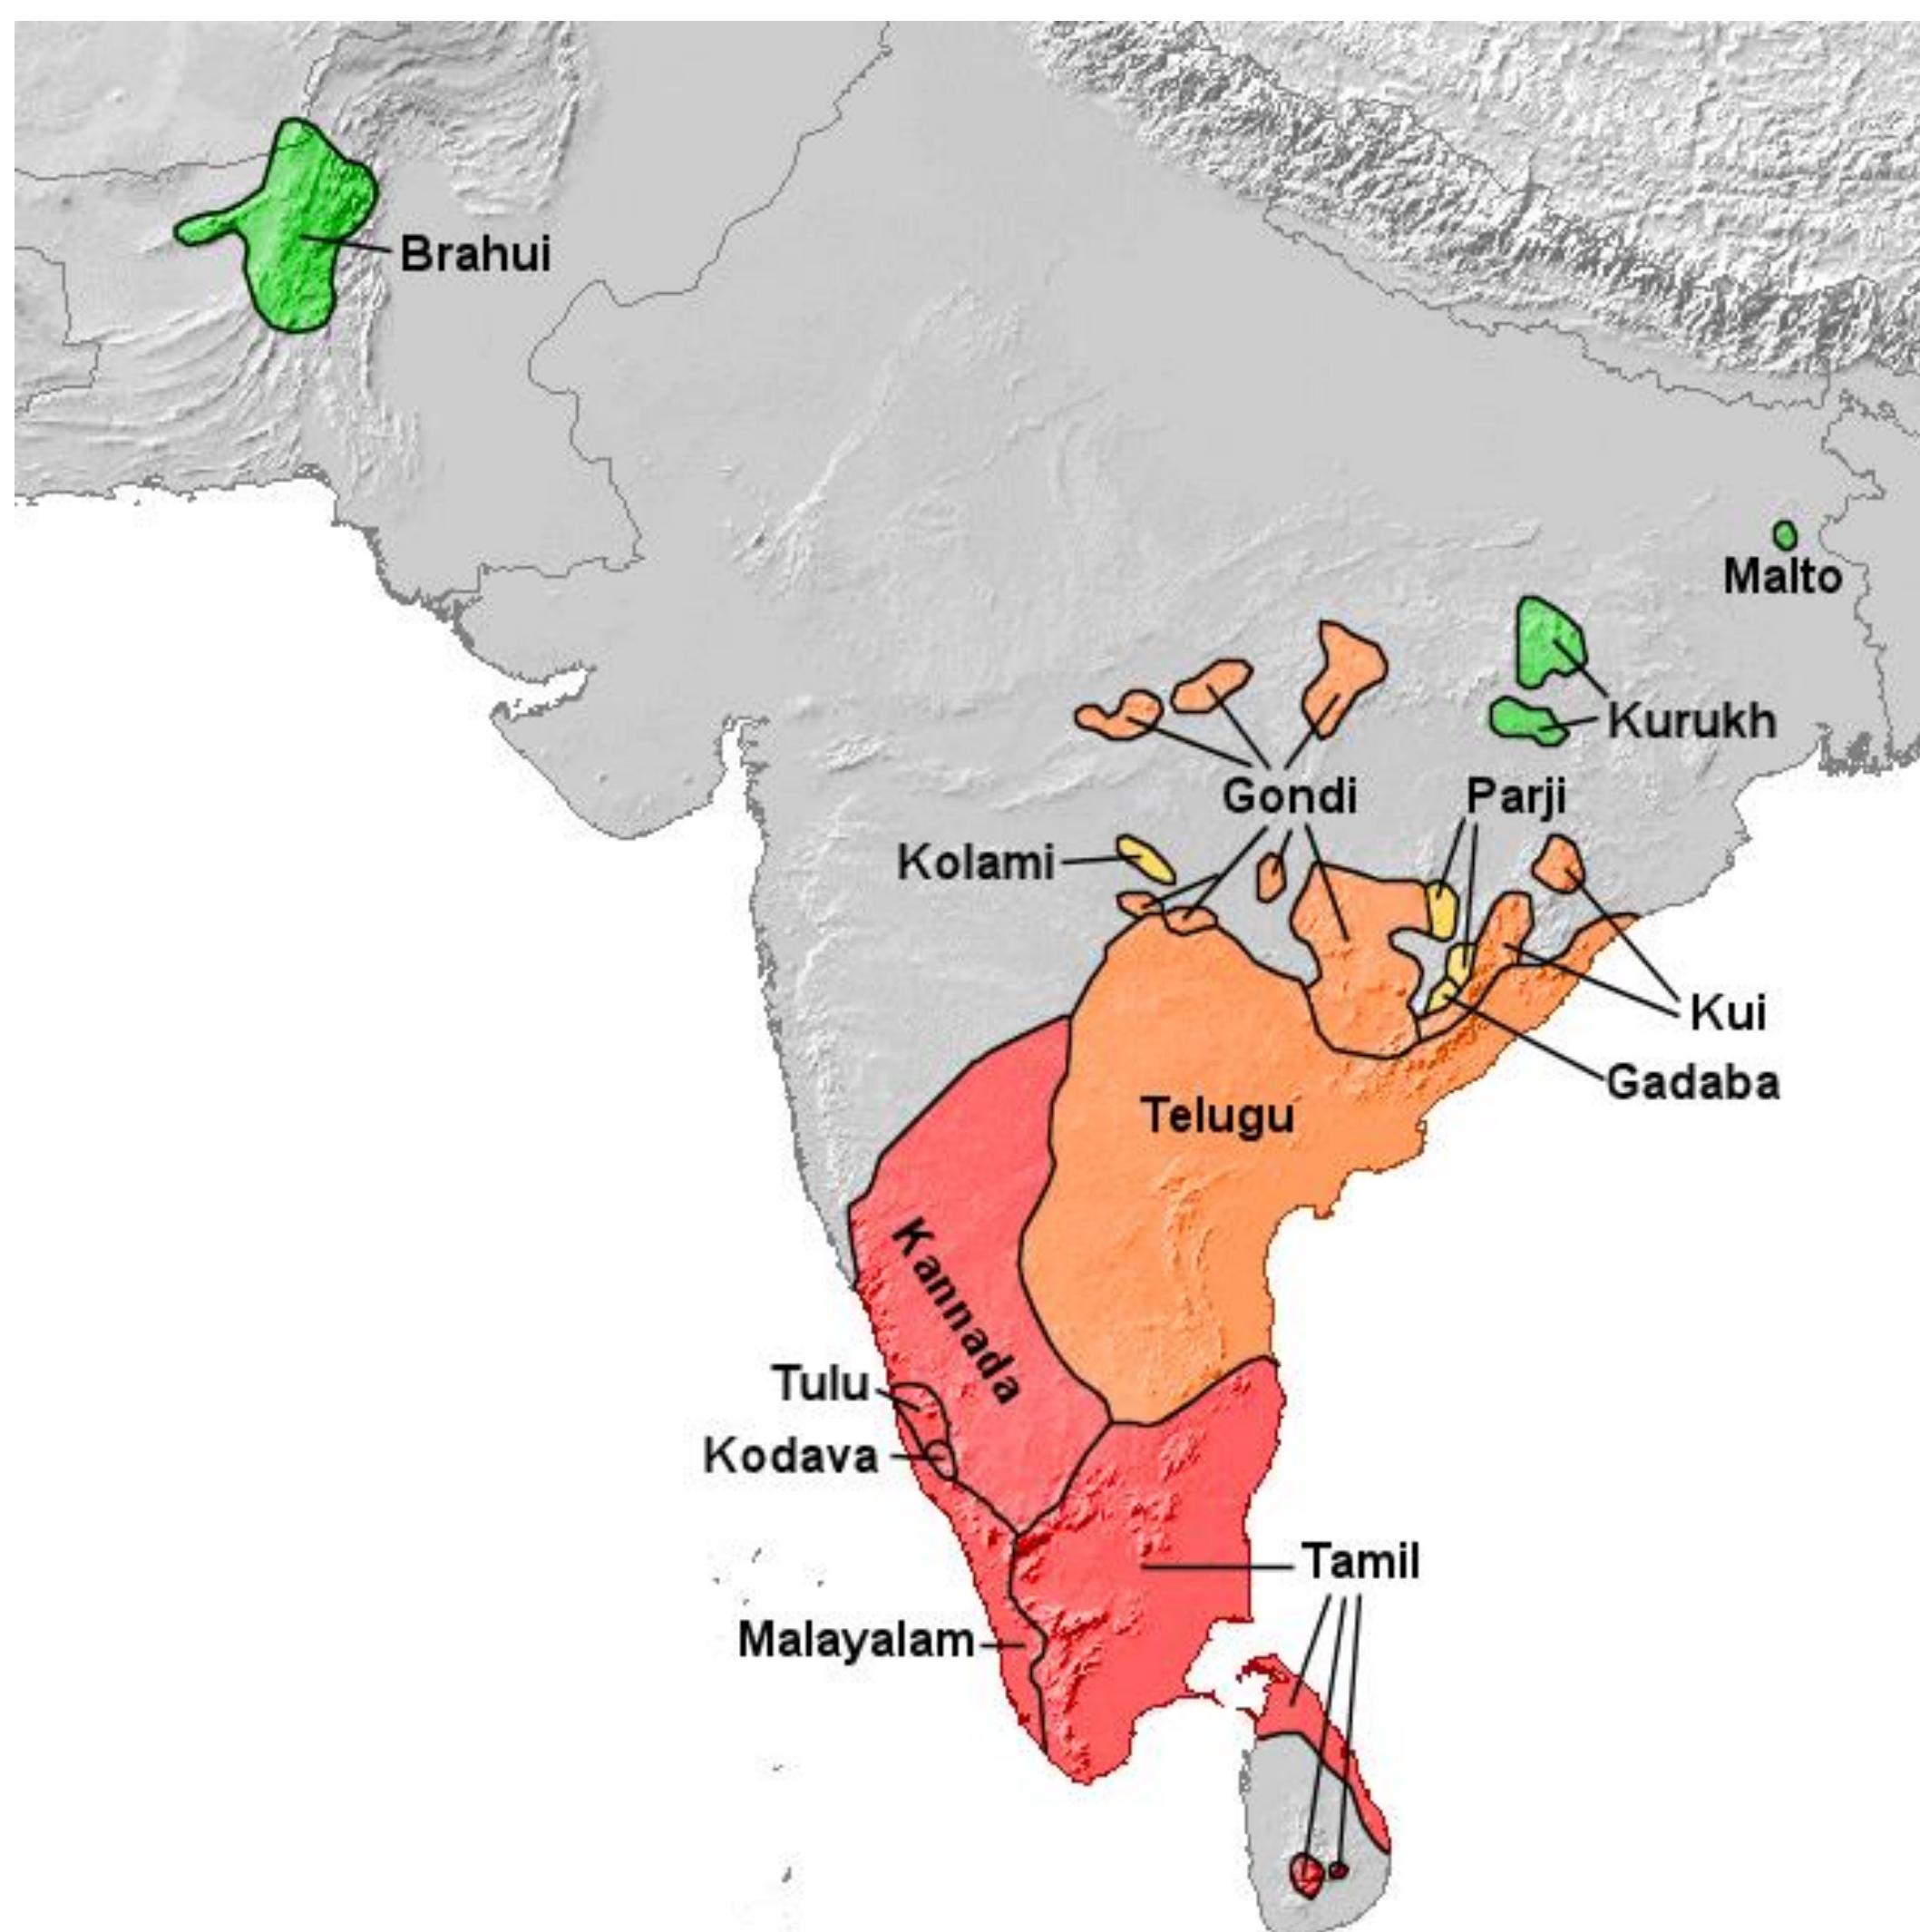 Brahui
Malto
Kurukh
Gondi
Parji
Kolami
Kui
Gadaba
Telugu
Kannada
Tulu
Kodava
Tamil
Malayalam